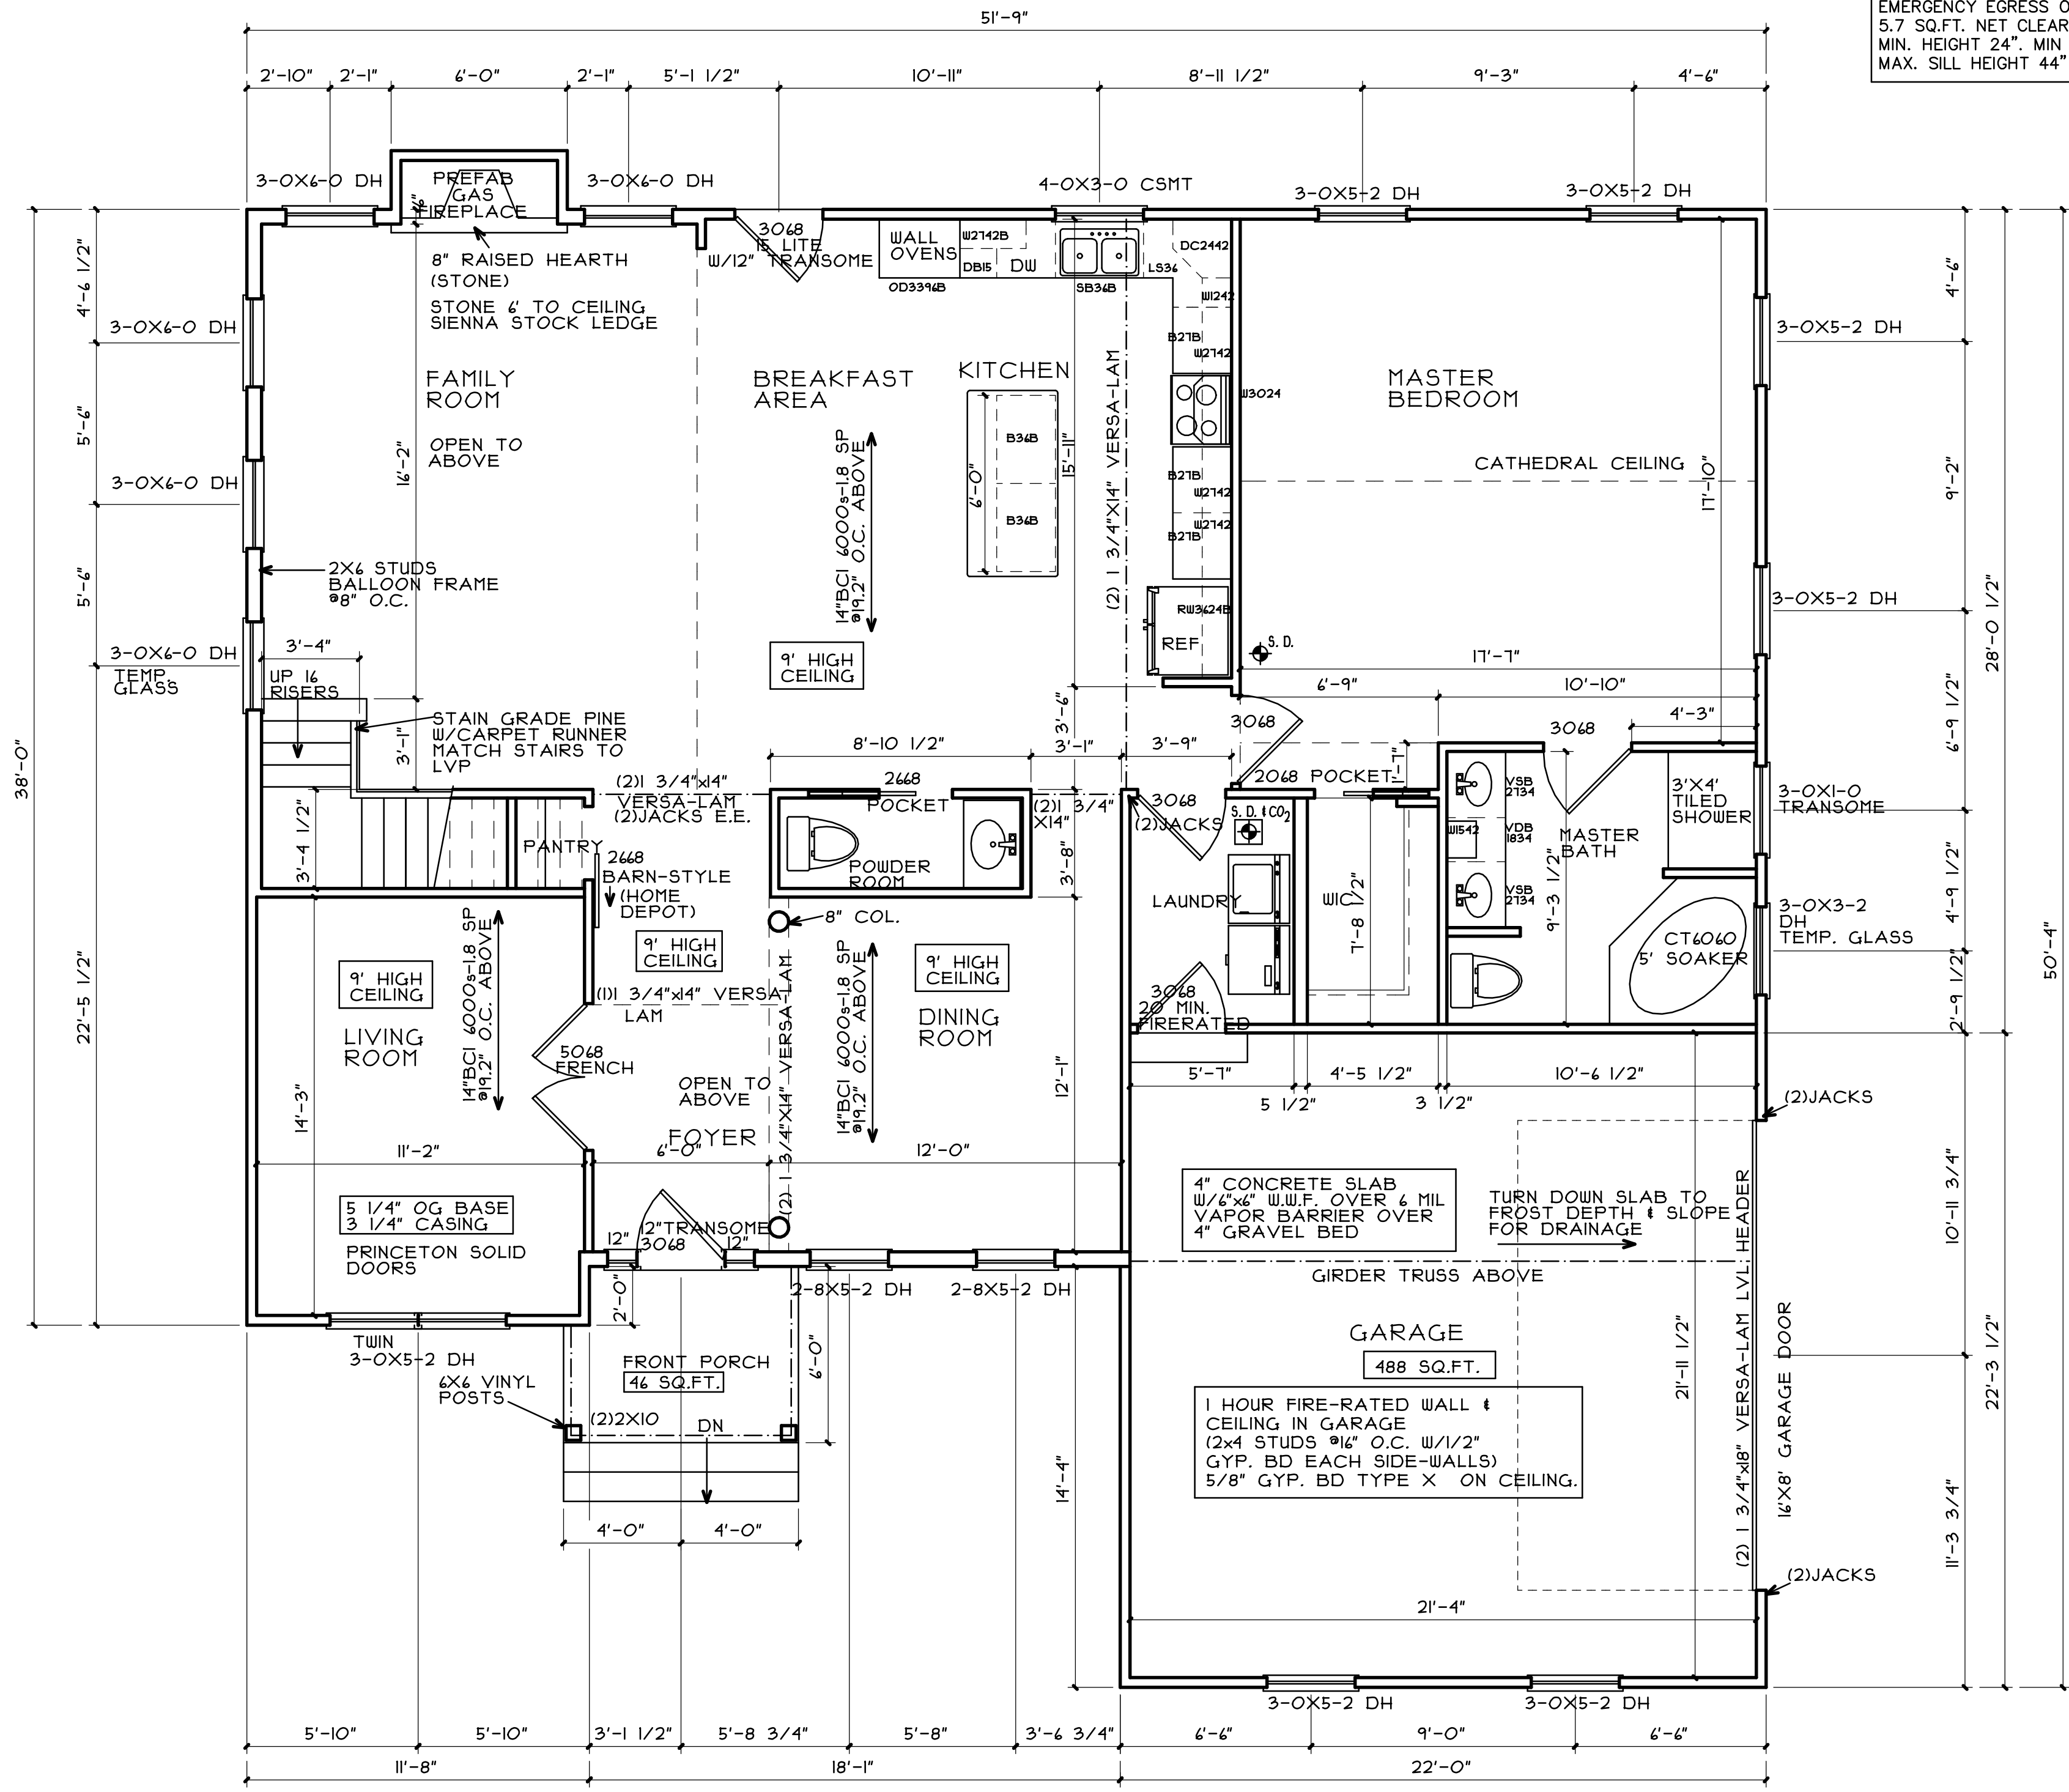 EMERGENCY EGRESS O
5.7 SQ.FT. NET CLEAR
MIN. HEIGHT 24". MIN
MAX. SILL HEIGHT 44"
51'-9"
2'-10"
2'-1"
6'-0"
2'-1"
5'-1 1/2"
10'-11"
8'-11 1/2"
9'-3"
4'-6"
3-0X6-0 DH
PREFAB
GAS
FIREPLACE
3-0X6-0 DH
4-0X3-0 CSMT
3-0X5-2 DH
3-0X5-2 DH
8" RAISED HEARTH
(STONE)
STONE 6' TO CEILING
SIENNA STOCK LEDGE
3068
15 LITE
W/12" TRANSOME
WALL
OVENS
W2742B
DB15
DW
OD3396B
SB36B
LS36
DC2442
W1242
B27B
W2742
W3024
B27B
W2742
W2742
B27B
RW3624B
REF
4'-6 1/2"
5'-6"
5'-6"
38'-0"
22'-5 1/2"
3-0X6-0 DH
3-0X6-0 DH
3-0X6-0 DH
TEMP.
GLASS
FAMILY
ROOM
OPEN TO
ABOVE
16'-2"
BREAKFAST
AREA
KITCHEN
B36B
B36B
6'-0"
15'-11"
14"BCI 6000s-1.8 SP
@19.2" O.C. ABOVE
(2) 1 3/4"X14" VERSA-LAM
MASTER
BEDROOM
CATHEDRAL CEILING
17'-10"
3-0X5-2 DH
3-0X5-2 DH
4'-6"
9'-2"
6'-9 1/2"
4'-9 1/2"
2'-9 1/2"
28'-0 1/2"
50'-4"
2X6 STUDS
BALLOON FRAME
@8" O.C.
3'-4"
UP 16
RISERS
STAIN GRADE PINE
W/CARPET RUNNER
MATCH STAIRS TO
LVP
3'-1"
3'-4 1/2"
9' HIGH
CEILING
S. D.
17'-7"
6'-9"
10'-10"
4'-3"
3068
3068
3'-6"
8'-10 1/2"
3'-1"
3'-9"
1'-7"
(2)1 3/4"x14"
VERSA-LAM
(2)JACKS E.E.
2668
POCKET
(2)1 3/4"
X14"
(2)JACKS
3068
2068 POCKET
S. D. & CO2
PANTRY
2668
BARN-STYLE
(HOME
DEPOT)
POWDER
ROOM
3'-8"
8" COL.
LAUNDRY
WIC
7'-8 1/2"
VSB
2734
W1542
VDB
1834
VSB
2734
MASTER
BATH
9'-3 1/2"
3'X4'
TILED
SHOWER
3-0X1-0
TRANSOME
CT6060
5' SOAKER
3-0X3-2
DH
TEMP. GLASS
9' HIGH
CEILING
9' HIGH
CEILING
9' HIGH
CEILING
LIVING
ROOM
14"BCI 6000s-1.8 SP
@19.2" O.C. ABOVE
(1)1 3/4"x14" VERSA-
LAM
(2) 1 3/4"X14" VERSA-LAM
14"BCI 6000s-1.8 SP
@19.2" O.C. ABOVE
DINING
ROOM
3068
20 MIN.
FIRERATED
5068
FRENCH
OPEN TO
ABOVE
FOYER
14'-3"
11'-2"
6'-0"
12'-0"
12'-1"
5'-7"
5 1/2"
4'-5 1/2"
3 1/2"
10'-6 1/2"
(2)JACKS
5 1/4" OG BASE
3 1/4" CASING
PRINCETON SOLID
DOORS
12"
12"TRANSOME
3068
12"
2'-0"
2-8X5-2 DH
2-8X5-2 DH
4" CONCRETE SLAB
W/6"x6" W.W.F. OVER 6 MIL
VAPOR BARRIER OVER
4" GRAVEL BED
TURN DOWN SLAB TO
FROST DEPTH & SLOPE
FOR DRAINAGE
GIRDER TRUSS ABOVE
GARAGE
488 SQ.FT.
1 HOUR FIRE-RATED WALL &
CEILING IN GARAGE
(2x4 STUDS @16" O.C. W/1/2"
GYP. BD EACH SIDE-WALLS)
5/8" GYP. BD TYPE X ON CEILING.
21'-11 1/2"
(2) 1 3/4"x18" VERSA-LAM LVL HEADER
16'X8' GARAGE DOOR
10'-11 3/4"
11'-3 3/4"
22'-3 1/2"
TWIN
3-0X5-2 DH
6X6 VINYL
POSTS
FRONT PORCH
46 SQ.FT.
6'-0"
(2)2X10
DN
4'-0"
4'-0"
14'-4"
(2)JACKS
21'-4"
3-0X5-2 DH
3-0X5-2 DH
5'-10"
5'-10"
3'-1 1/2"
5'-8 3/4"
5'-8"
3'-6 3/4"
6'-6"
9'-0"
6'-6"
11'-8"
18'-1"
22'-0"